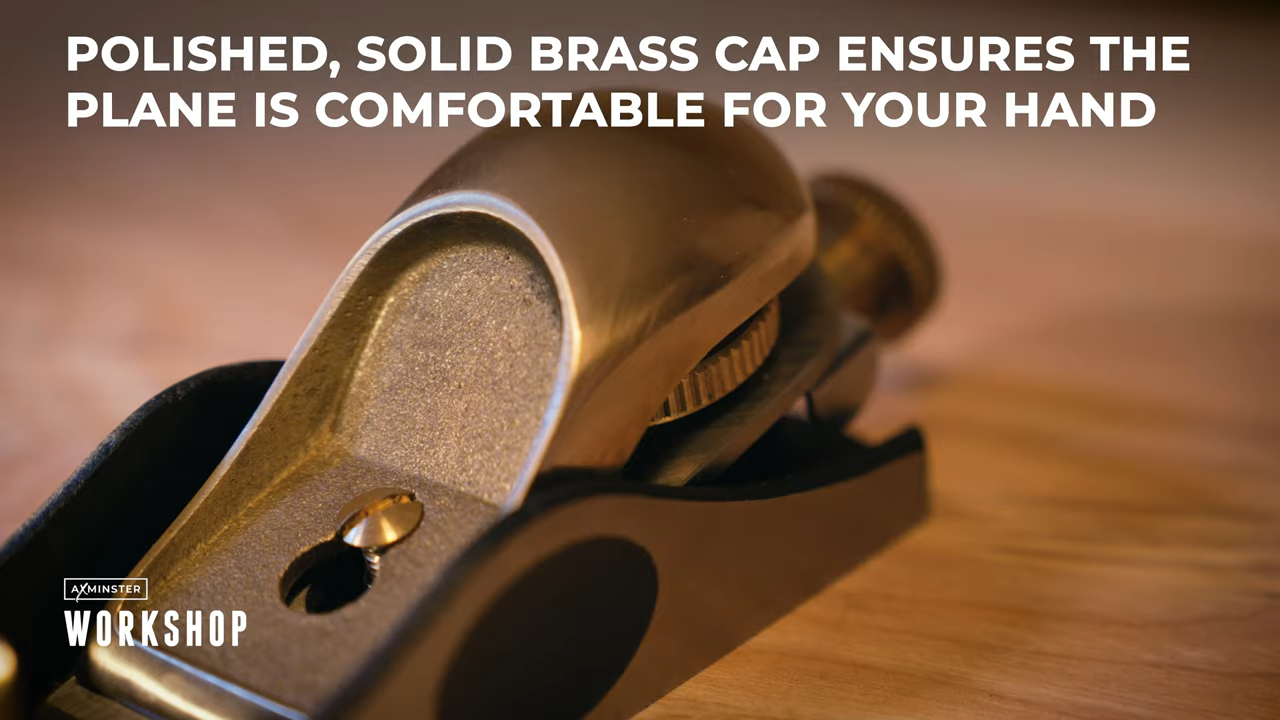 POLISHED, SOLID BRASS CAP ENSURES THE
PLANE IS COMFORTABLE FOR YOUR HAND
AXMINSTER
WORKSHOP